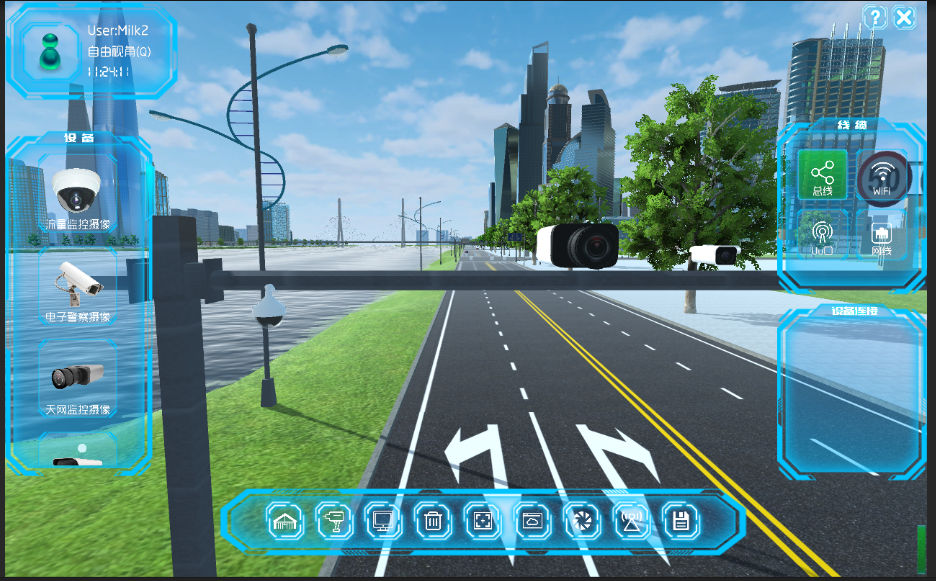 User:Milk2
自由视角(Q)
11:24:11
设备
流量监控摄像
电子警察摄像
天网监控摄像
?
线缆
总线
WiFi
网线
设备连接